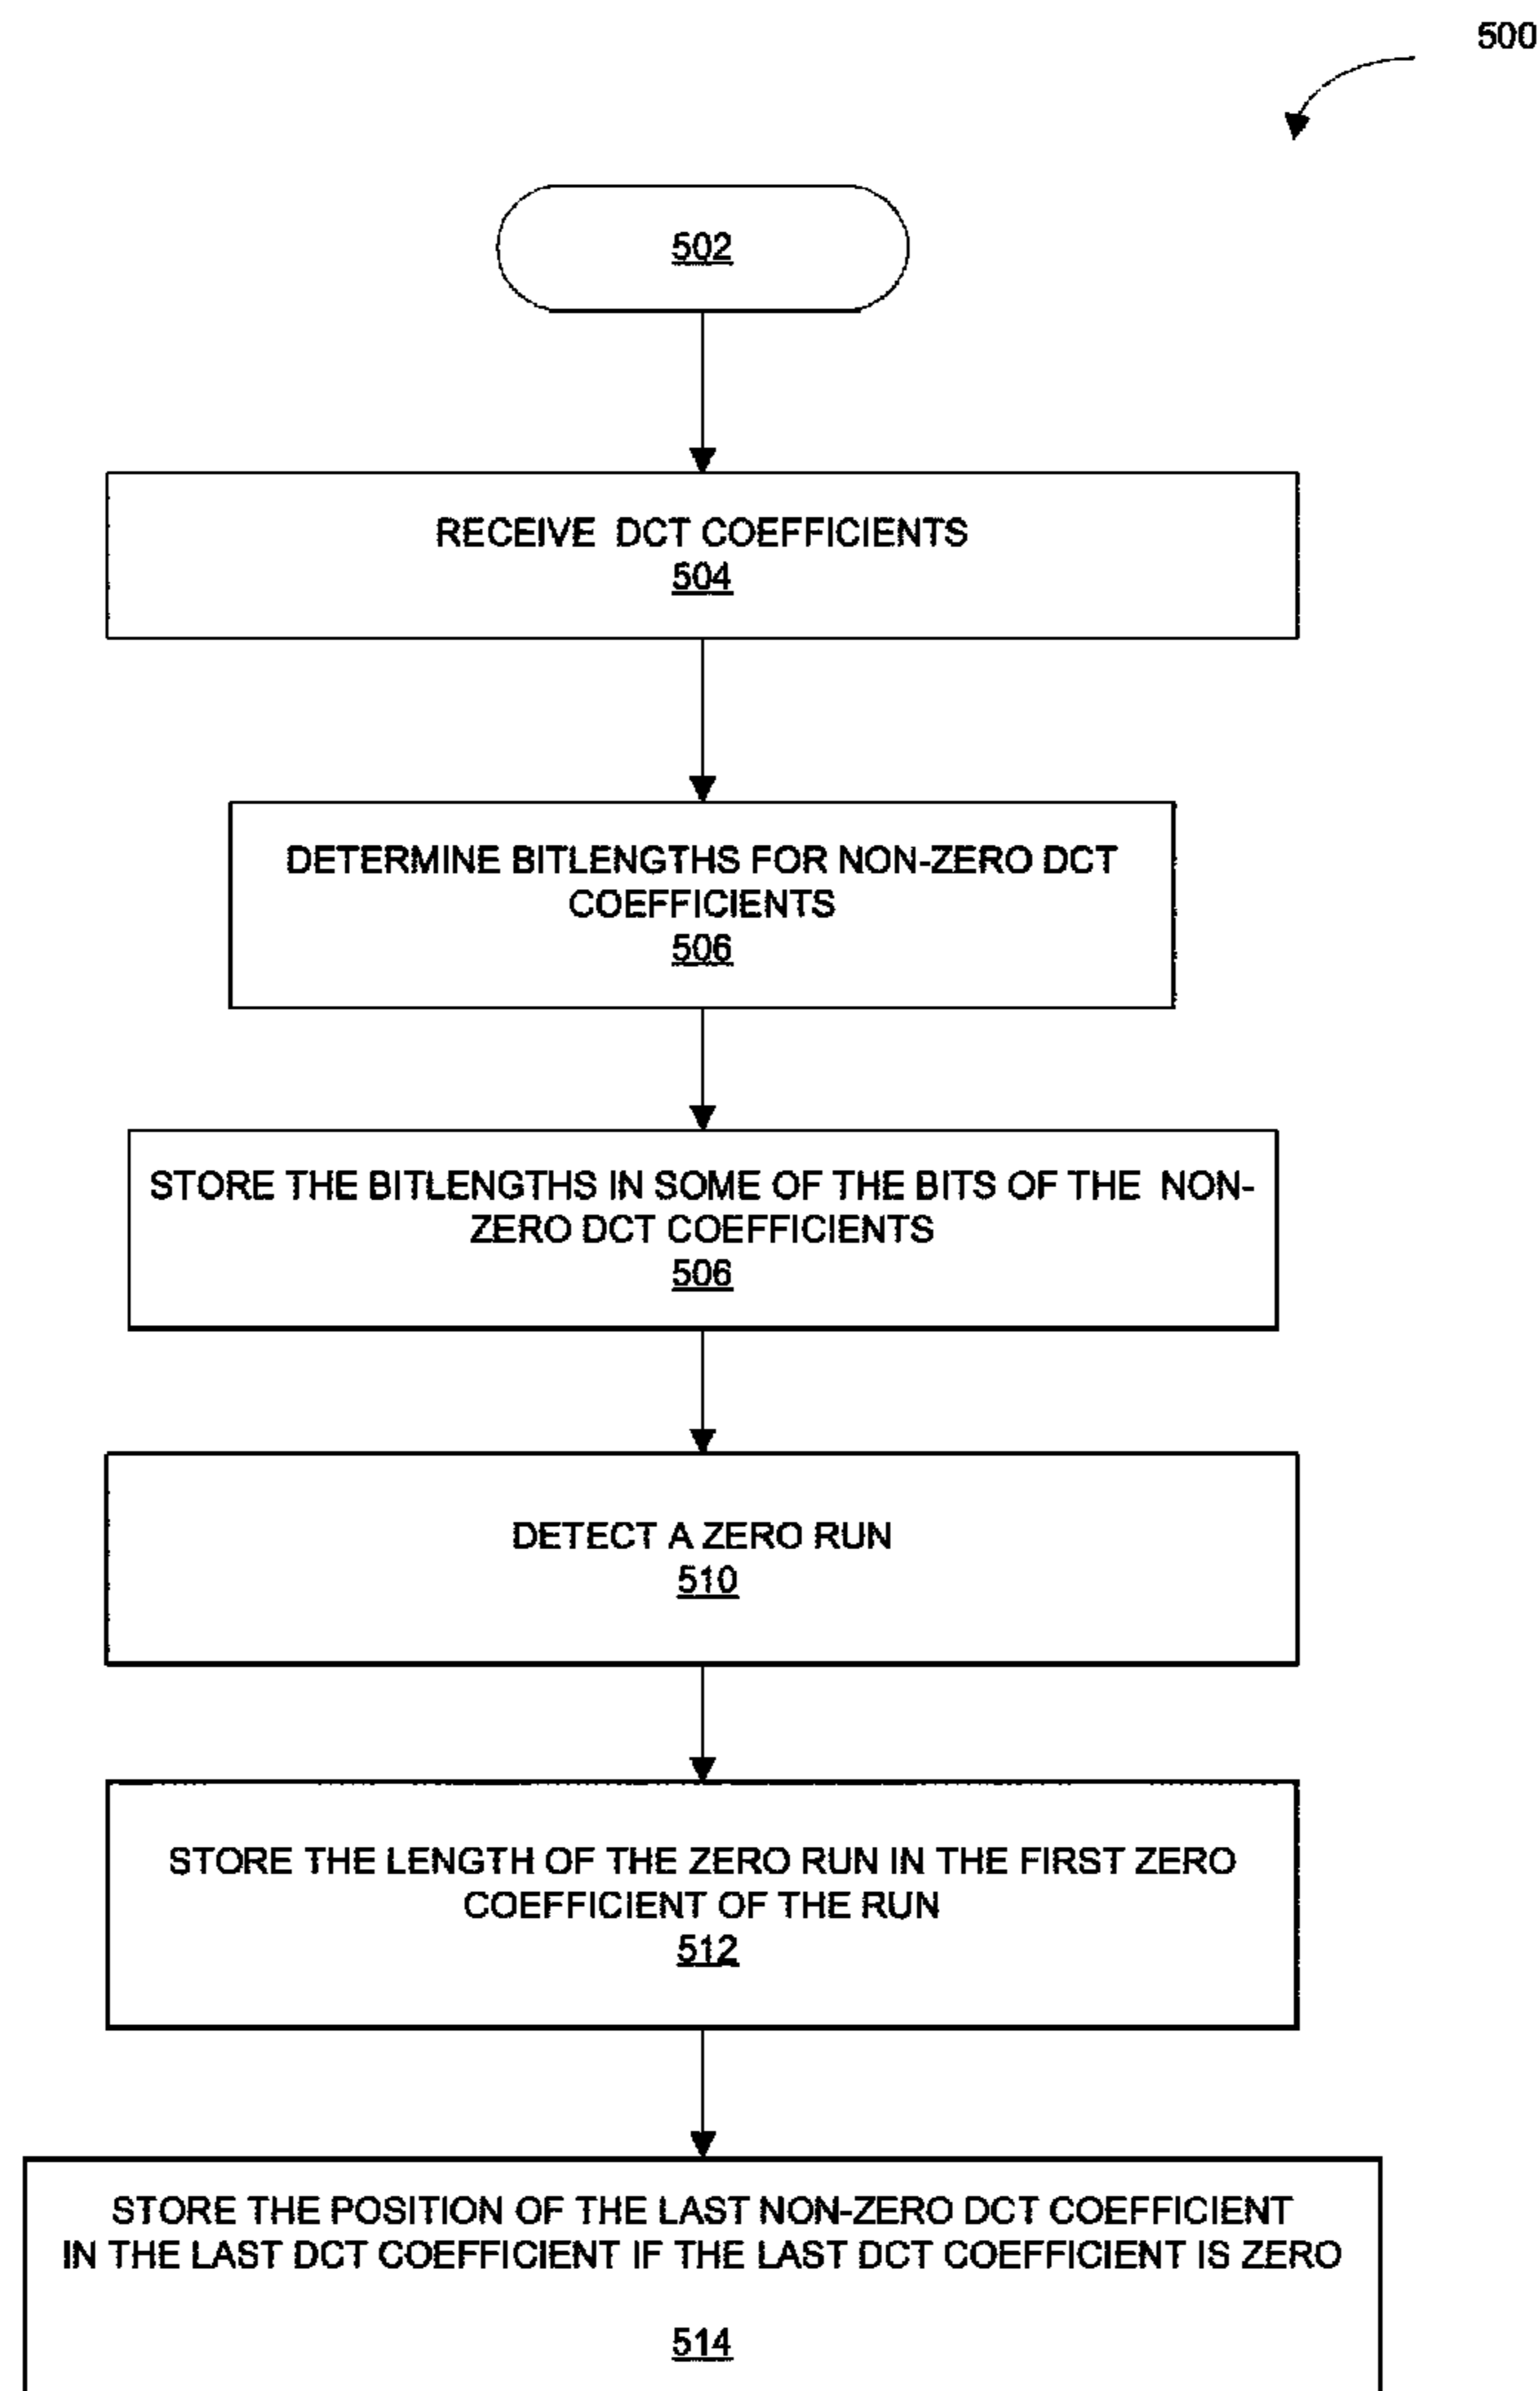 500
502
RECEIVE DCT COEFFICIENTS
504
DETERMINE BITLENGTHS FOR NON-ZERO DCT
COEFFICIENTS
506
STORE THE BITLENGTHS IN SOME OF THE BITS OF THE NON-
ZERO DCT COEFFICIENTS
506
DETECT A ZERO RUN
510
STORE THE LENGTH OF THE ZERO RUN IN THE FIRST ZERO
COEFFICIENT OF THE RUN
512
STORE THE POSITION OF THE LAST NON-ZERO DCT COEFFICIENT
IN THE LAST DCT COEFFICIENT IF THE LAST DCT COEFFICIENT IS ZERO
514